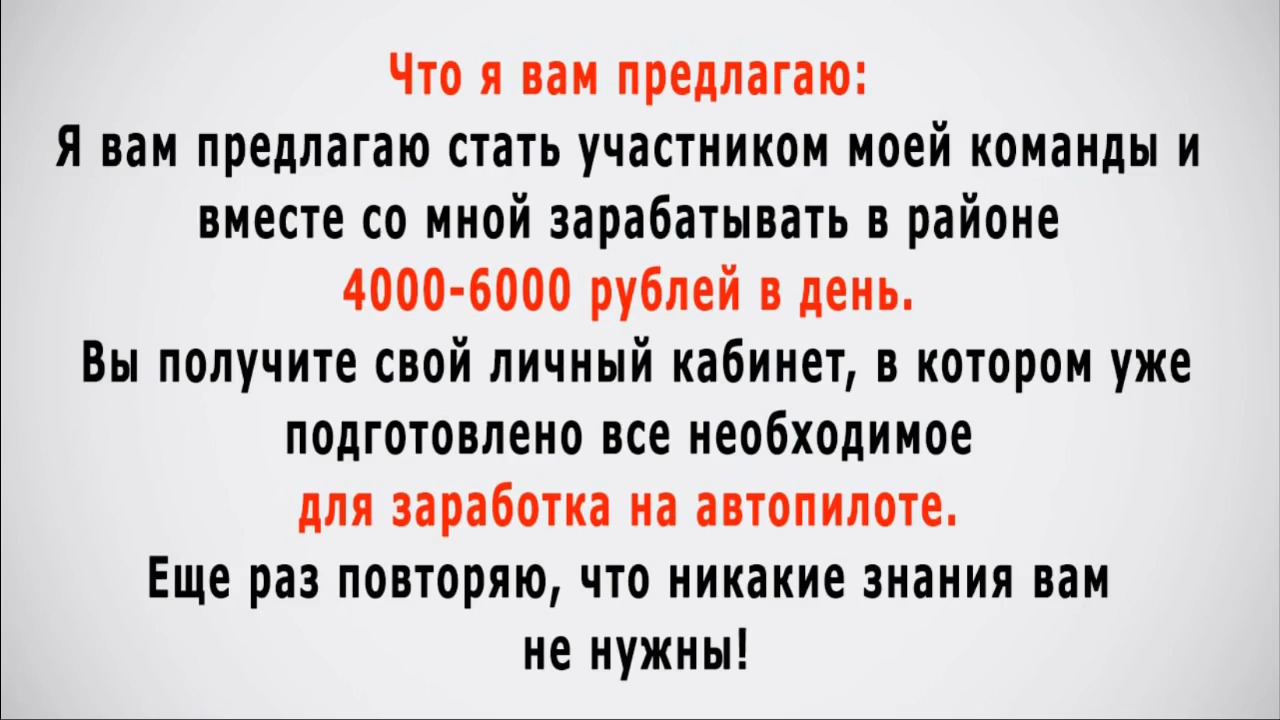 Что я вам предлагаю:
Я вам предлагаю стать участником моей команды и
вместе со мной зарабатывать в районе
4000-6000 рублей в день.
Вы получите свой личный кабинет, в котором уже
подготовлено все необходимое
для заработка на автопилоте.
Еще раз повторяю, что никакие знания вам
не нужны!